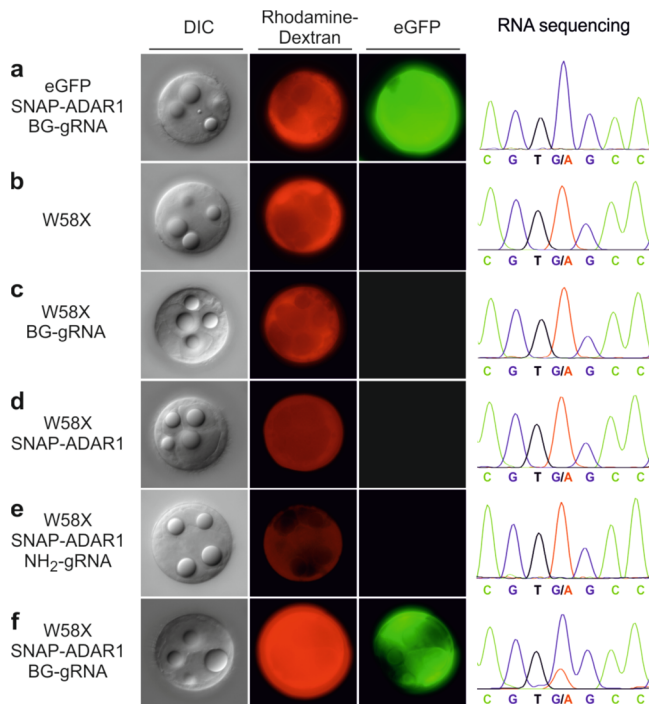 DIC
Rhodamine-
Dextran
eGFP
RNA sequencing
a
eGFP
SNAP-ADAR1
BG-gRNA
C G T G/A G C C
b
W58X
C G T G/A G C C
c
W58X
BG-gRNA
C G T G/A G C C
d
W58X
SNAP-ADAR1
C G T G/A G C C
e
W58X
SNAP-ADAR1
NH₂-gRNA
C G T G/A G C C
f
W58X
SNAP-ADAR1
BG-gRNA
C G T G/A G C C